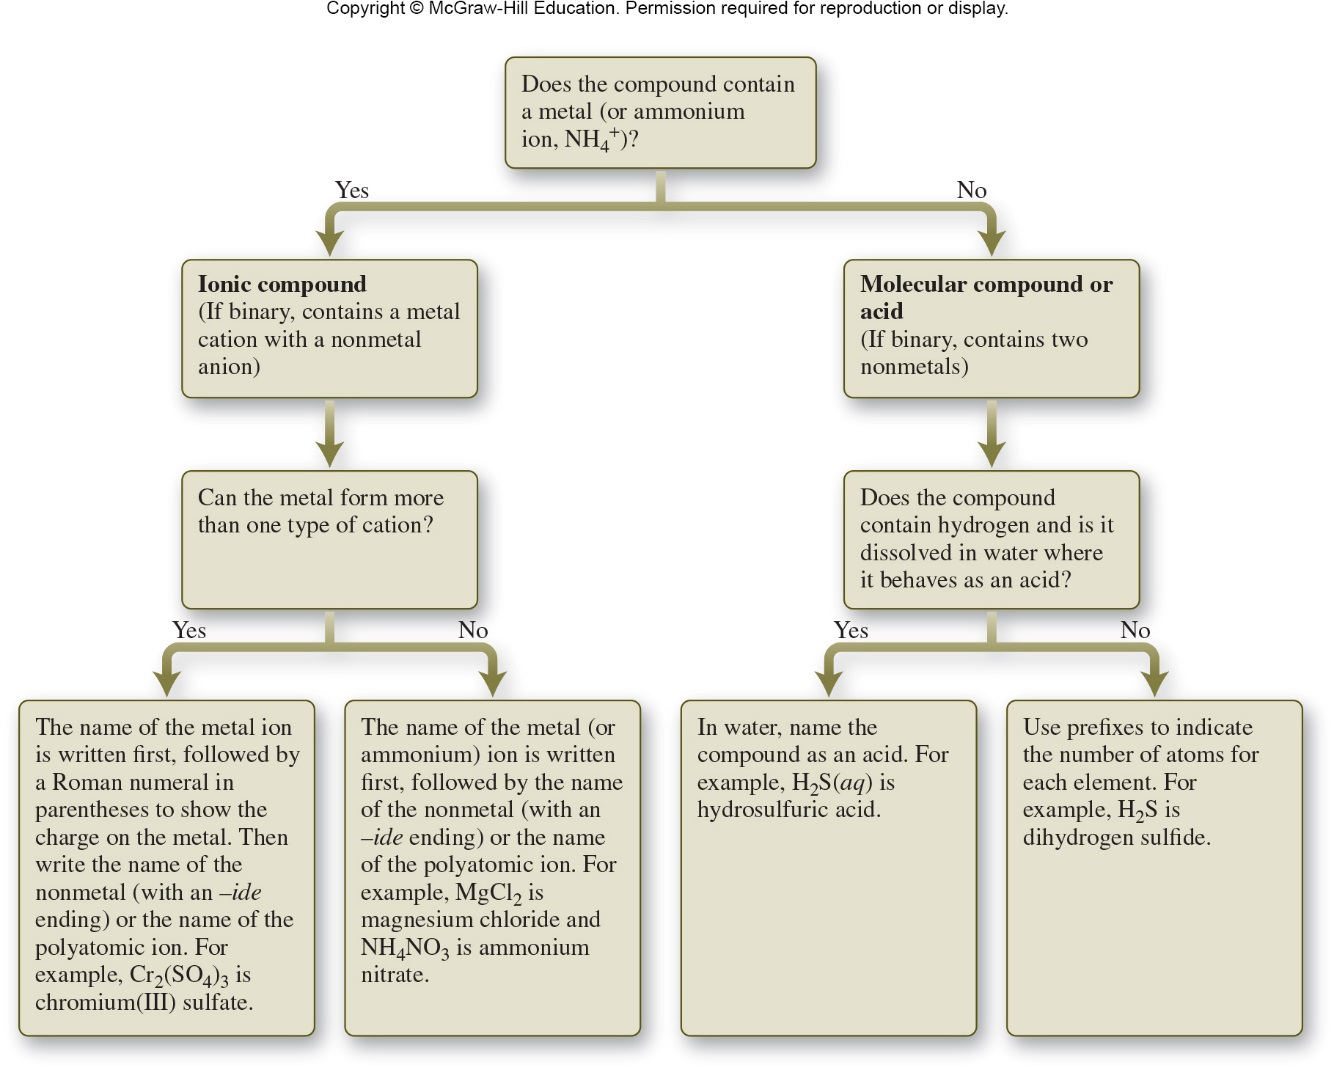 Copyright © McGraw-Hill Education. Permission required for reproduction or display.
Does the compound contain
a metal (or ammonium
ion, NH₄⁺)?
Yes
No
Ionic compound
(If binary, contains a metal
cation with a nonmetal
anion)
Molecular compound or
acid
(If binary, contains two
nonmetals)
Can the metal form more
than one type of cation?
Does the compound
contain hydrogen and is it
dissolved in water where
it behaves as an acid?
Yes
No
Yes
No
The name of the metal ion
is written first, followed by
a Roman numeral in
parentheses to show the
charge on the metal. Then
write the name of the
nonmetal (with an –ide
ending) or the name of the
polyatomic ion. For
example, Cr₂(SO₄)₃ is
chromium(III) sulfate.
The name of the metal (or
ammonium) ion is written
first, followed by the name
of the nonmetal (with an
–ide ending) or the name
of the polyatomic ion. For
example, MgCl₂ is
magnesium chloride and
NH₄NO₃ is ammonium
nitrate.
In water, name the
compound as an acid. For
example, H₂S(aq) is
hydrosulfuric acid.
Use prefixes to indicate
the number of atoms for
each element. For
example, H₂S is
dihydrogen sulfide.